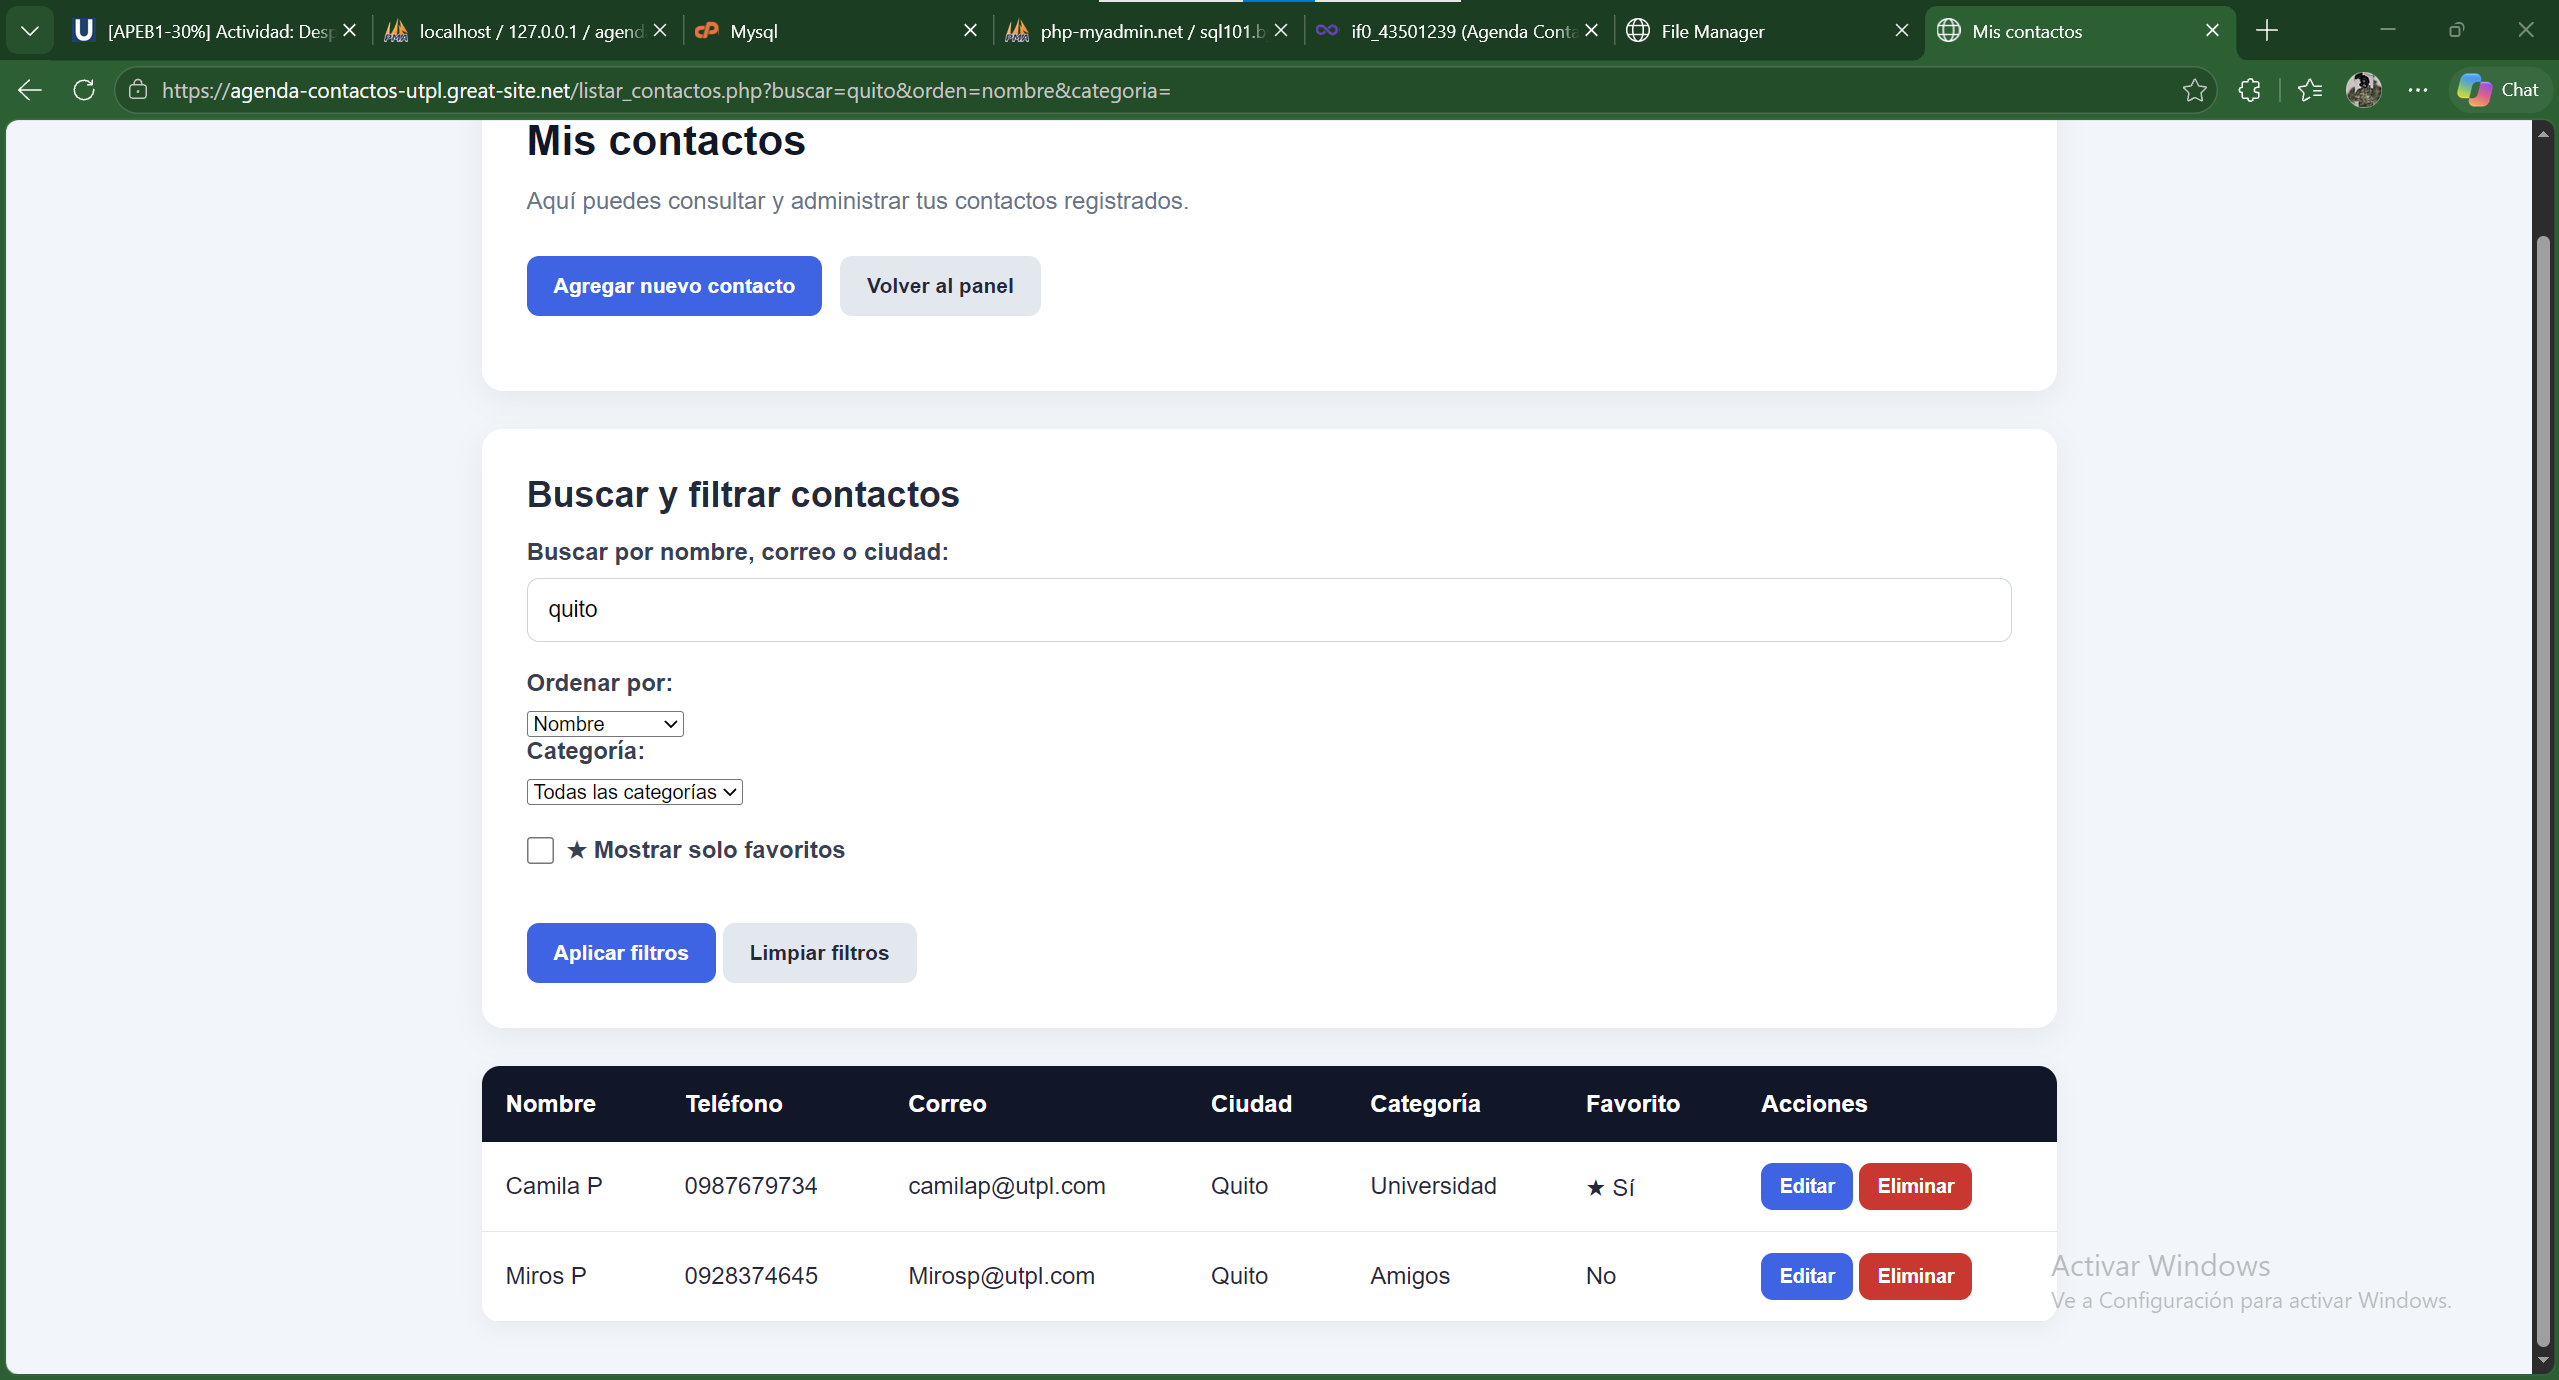 [APEB1-30%] Actividad: Desp
localhost / 127.0.0.1 / agend
Mysql
php-myadmin.net / sql101.b
if0_43501239 (Agenda Conta
File Manager
Mis contactos
https://agenda-contactos-utpl.great-site.net/listar_contactos.php?buscar=quito&orden=nombre&categoria=
Chat
Mis contactos
Aquí puedes consultar y administrar tus contactos registrados.
Agregar nuevo contacto Volver al panel
Buscar y filtrar contactos
Buscar por nombre, correo o ciudad:
quito
Ordenar por:
Nombre
Categoría:
Todas las categorías
★ Mostrar solo favoritos
Aplicar filtros Limpiar filtros
Nombre Teléfono Correo Ciudad Categoría Favorito Acciones
Camila P 0987679734 camilap@utpl.com Quito Universidad ★ Sí Editar Eliminar
Miros P 0928374645 Mirosp@utpl.com Quito Amigos No Editar Eliminar
Activar Windows
Ve a Configuración para activar Windows.